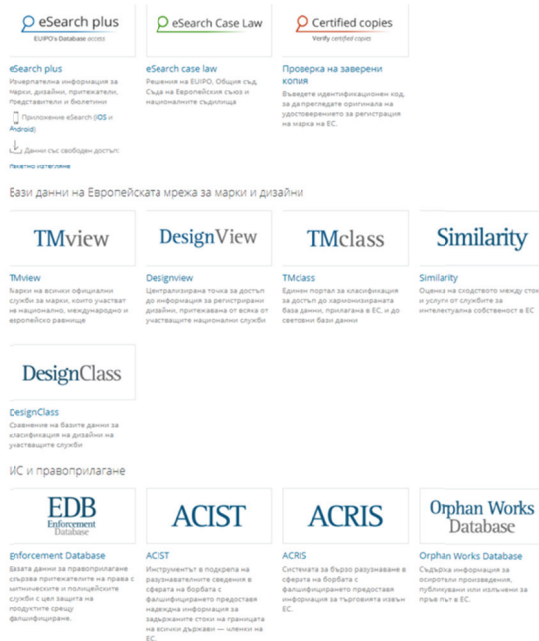 eSearch plus
EUIPO's Database access
eSearch Case Law
Certified copies
Verify certified copies
eSearch plus
Изчерпателна информация за
марки, дизайни, притежатели,
представители и бюлетини
Приложение eSearch (iOS и
Android)
Данни със свободен достъп:
Пакетно изтегляне
eSearch case law
Решения на EUIPO, Общия съд,
Съда на Европейския съюз и
националните съдилища
Проверка на заверени
копия
Въведете идентификационен код,
за да прегледате оригинала на
удостоверението за регистрация
на марка на ЕС.
Бази данни на Европейската мрежа за марки и дизайни
TMview
DesignView
TMclass
Similarity
TMview
Марки на всички официални
служби за марки, които участват
на национално, международно и
европейско равнище
Designview
Централизирана точка за достъп
до информация за регистрирани
дизайни, притежавана от всяка от
участващите национални служби
TMclass
Единен портал за класификация
за достъп до хармонизираната
база данни, прилагана в ЕС, и до
световни бази данни
Similarity
Оценка на сходството между сток
и услуги от службите за
интелектуална собственост в ЕС
DesignClass
DesignClass
Сравнение на базите данни за
класификация на дизайни на
участващите служби
ИС и правоприлагане
EDB
Enforcement
Database
ACIST
ACRIS
Orphan Works
Database
Enforcement Database
Базата данни за правоприлагане
свързва притежателите на права с
митническите и полицейските
служби с цел защита на
продуктите срещу
фалшифициране.
ACIST
Инструментът в подкрепа на
разузнавателните сведения в
сферата на борбата с
фалшифицирането предоставя
надеждна информация за
задържаните стоки на границата
на всички държави — членки на
ЕС.
ACRIS
Системата за бързо разузнаване в
сферата на борбата с
фалшифицирането предоставя
информация за търговията извън
ЕС.
Orphan Works Database
Съдържа информация за
осиротели произведения,
публикувани или излъчени за
пръв път в ЕС.